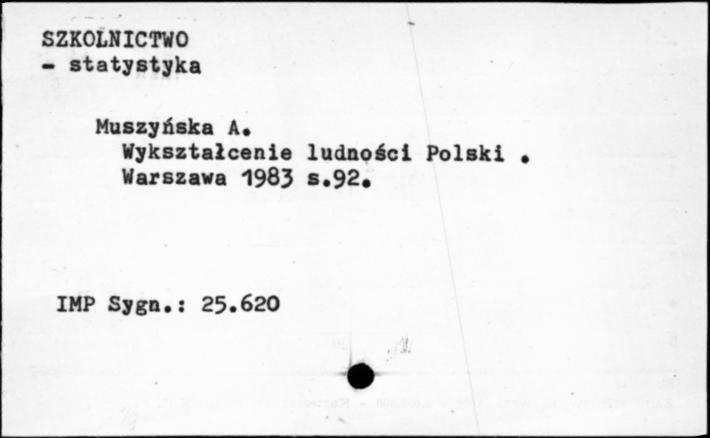 SZKOLNICTWO
- statystyka
Muszyńska A.
Wykształcenie ludności Polski .
Warszawa 1983 s.92.
IMP Sygn.: 25.620